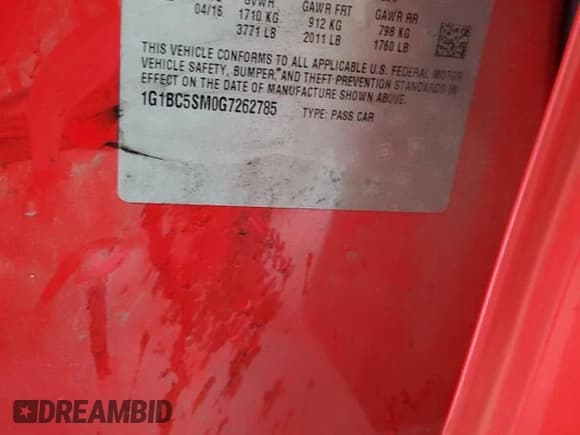 GVWR GAWR FRT GAWR RR
04/16 1710 KG 912 KG 798 KG
3771 LB 2011 LB 1760 LB
THIS VEHICLE CONFORMS TO ALL APPLICABLE U.S. FEDERAL MOTOR
VEHICLE SAFETY, BUMPER, AND THEFT PREVENTION STANDARDS IN
EFFECT ON THE DATE OF MANUFACTURE SHOWN ABOVE.
1G1BC5SM0G7262785 TYPE: PASS CAR
DREAMBID